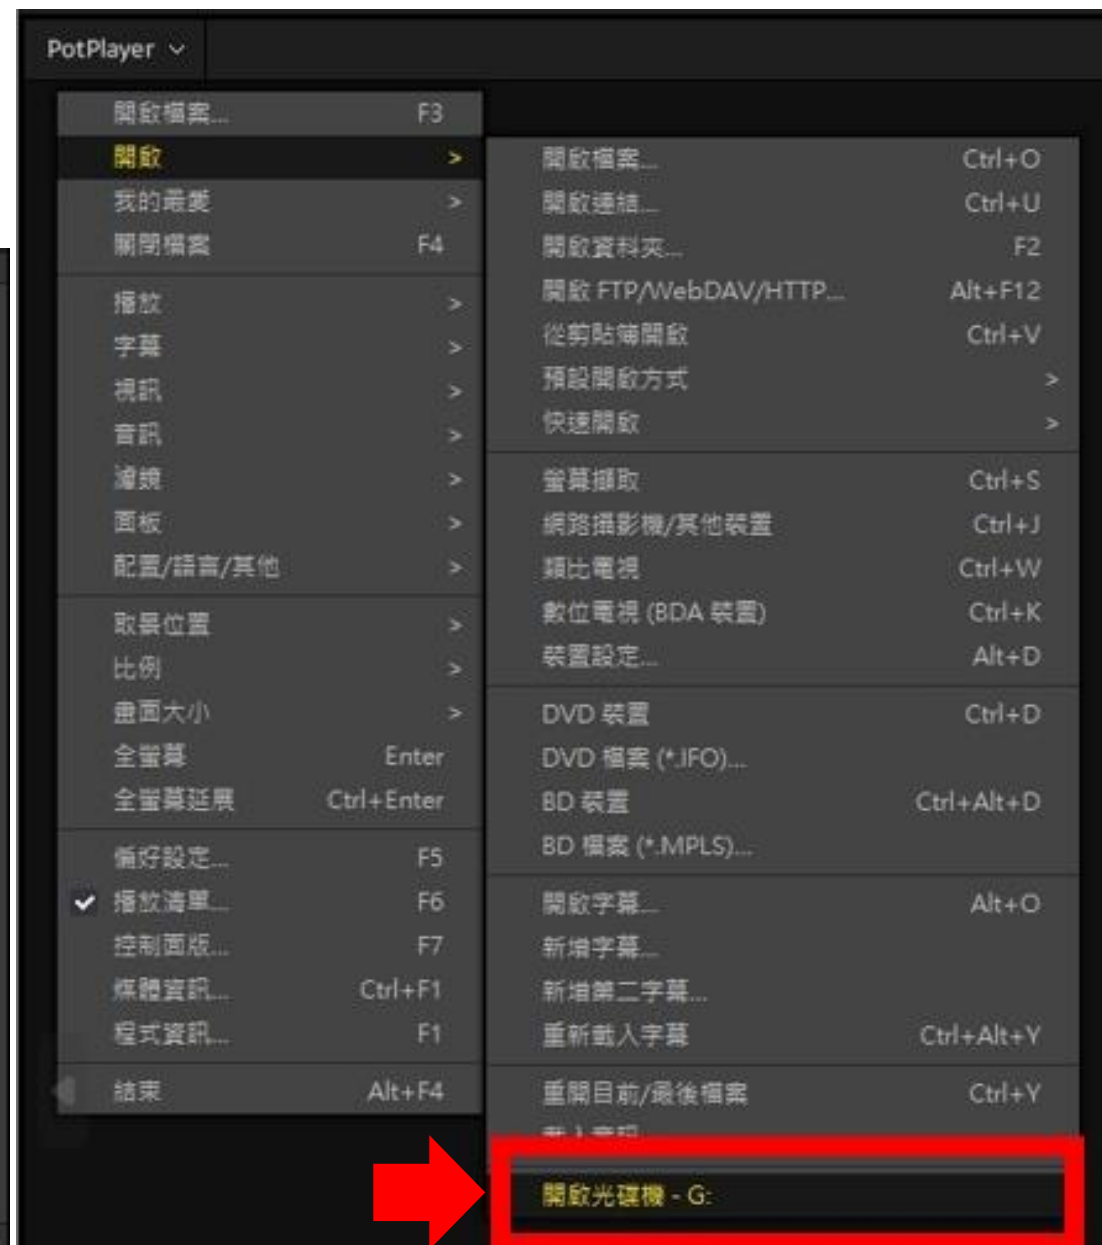 PotPlayer
開啟檔案... F3
開啟 >
我的最愛 >
關閉檔案 F4
播放 >
字幕 >
視訊 >
音訊 >
濾鏡 >
面板 >
配置/語言/其他 >
取景位置 >
比例 >
畫面大小 >
全螢幕 Enter
全螢幕延展 Ctrl+Enter
偏好設定... F5
播放清單... F6
控制面版... F7
媒體資訊... Ctrl+F1
程式資訊... F1
結束 Alt+F4
開啟檔案... Ctrl+O
開啟連結... Ctrl+U
開啟資料夾... F2
開啟 FTP/WebDAV/HTTP... Alt+F12
從剪貼簿開啟 Ctrl+V
預設開啟方式 >
快速開啟 >
螢幕擷取 Ctrl+S
網路攝影機/其他裝置 Ctrl+J
類比電視 Ctrl+W
數位電視 (BDA 裝置) Ctrl+K
裝置設定... Alt+D
DVD 裝置 Ctrl+D
DVD 檔案 (*.IFO)...
BD 裝置 Ctrl+Alt+D
BD 檔案 (*.MPLS)...
開啟字幕... Alt+O
新增字幕...
新增第二字幕...
重新載入字幕 Ctrl+Alt+Y
重開目前/最後檔案 Ctrl+Y
開啟光碟機 - G: